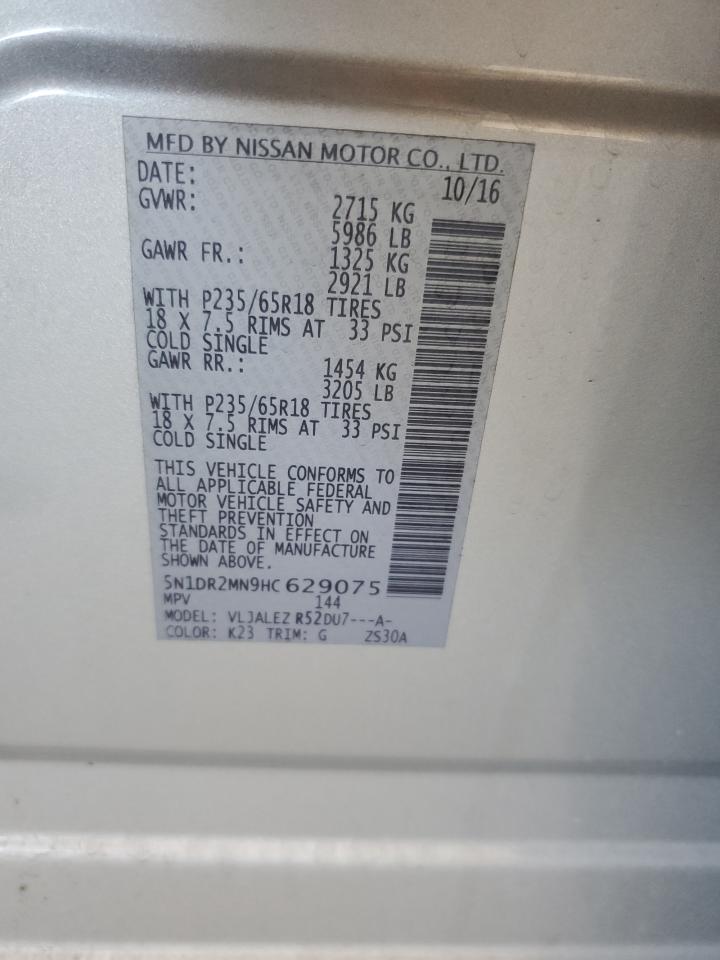 MFD BY NISSAN MOTOR CO., LTD.
DATE: 10/16
GVWR: 2715 KG
5986 LB
GAWR FR.: 1325 KG
2921 LB
WITH P235/65R18 TIRES
18 X 7.5 RIMS AT 33 PSI
COLD SINGLE
GAWR RR.: 1454 KG
3205 LB
WITH P235/65R18 TIRES
18 X 7.5 RIMS AT 33 PSI
COLD SINGLE
THIS VEHICLE CONFORMS TO
ALL APPLICABLE FEDERAL
MOTOR VEHICLE SAFETY AND
THEFT PREVENTION
STANDARDS IN EFFECT ON
THE DATE OF MANUFACTURE
SHOWN ABOVE.
5N1DR2MN9HC 629075
MPV 144
MODEL: VLJALEZ R52DU7---A-
COLOR: K23 TRIM: G ZS30A